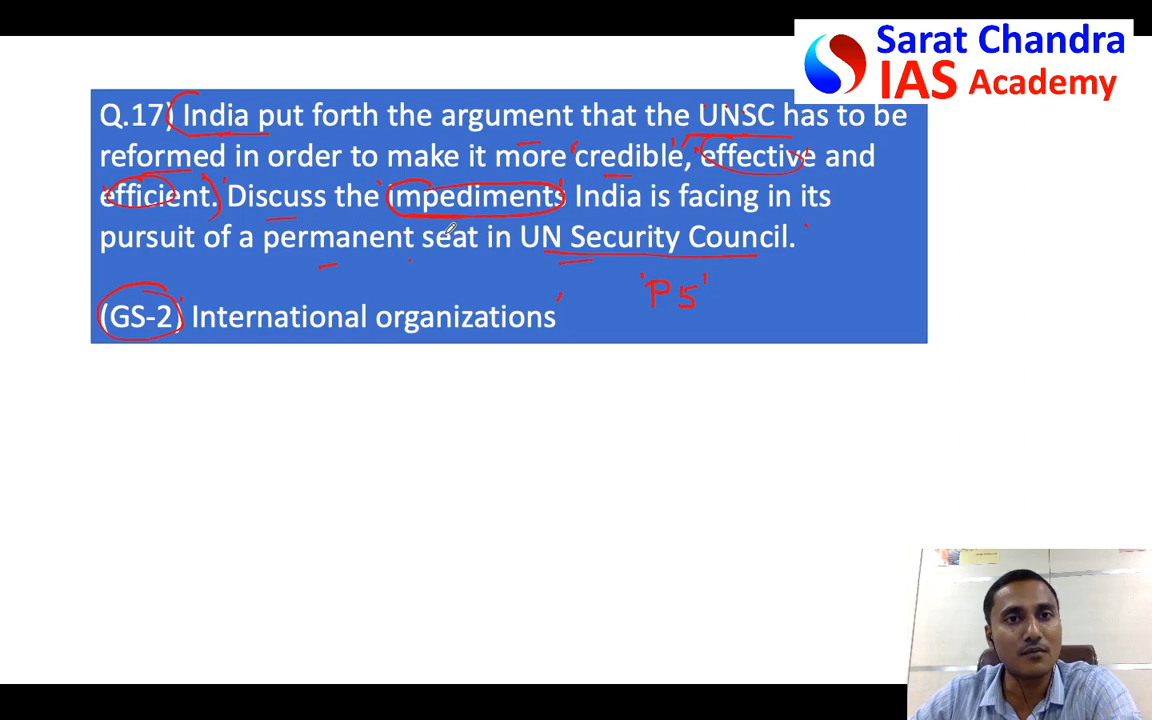 Sarat Chandra
IAS Academy
Q.17) India put forth the argument that the UNSC has to be
reformed in order to make it more credible, effective and
efficient. Discuss the impediments India is facing in its
pursuit of a permanent seat in UN Security Council.
'P5'
(GS-2) International organizations